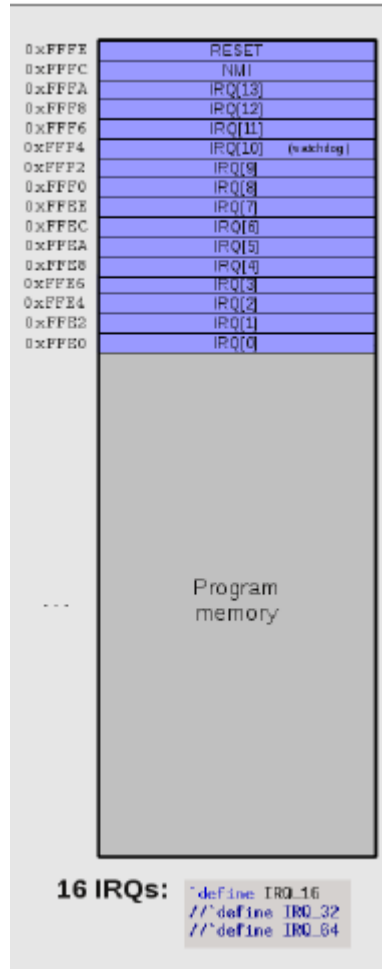 0xFFFE RESET
0xFFFC NMI
0xFFFA IRQ[13]
0xFFF8 IRQ[12]
0xFFF6 IRQ[11]
0xFFF4 IRQ[10] (watchdog)
0xFFF2 IRQ[9]
0xFFF0 IRQ[8]
0xFFEE IRQ[7]
0xFFEC IRQ[6]
0xFFEA IRQ[5]
0xFFE8 IRQ[4]
0xFFE6 IRQ[3]
0xFFE4 IRQ[2]
0xFFE2 IRQ[1]
0xFFE0 IRQ[0]
Program
... memory
16 IRQs: `define IRQ_16
//`define IRQ_32
//`define IRQ_64